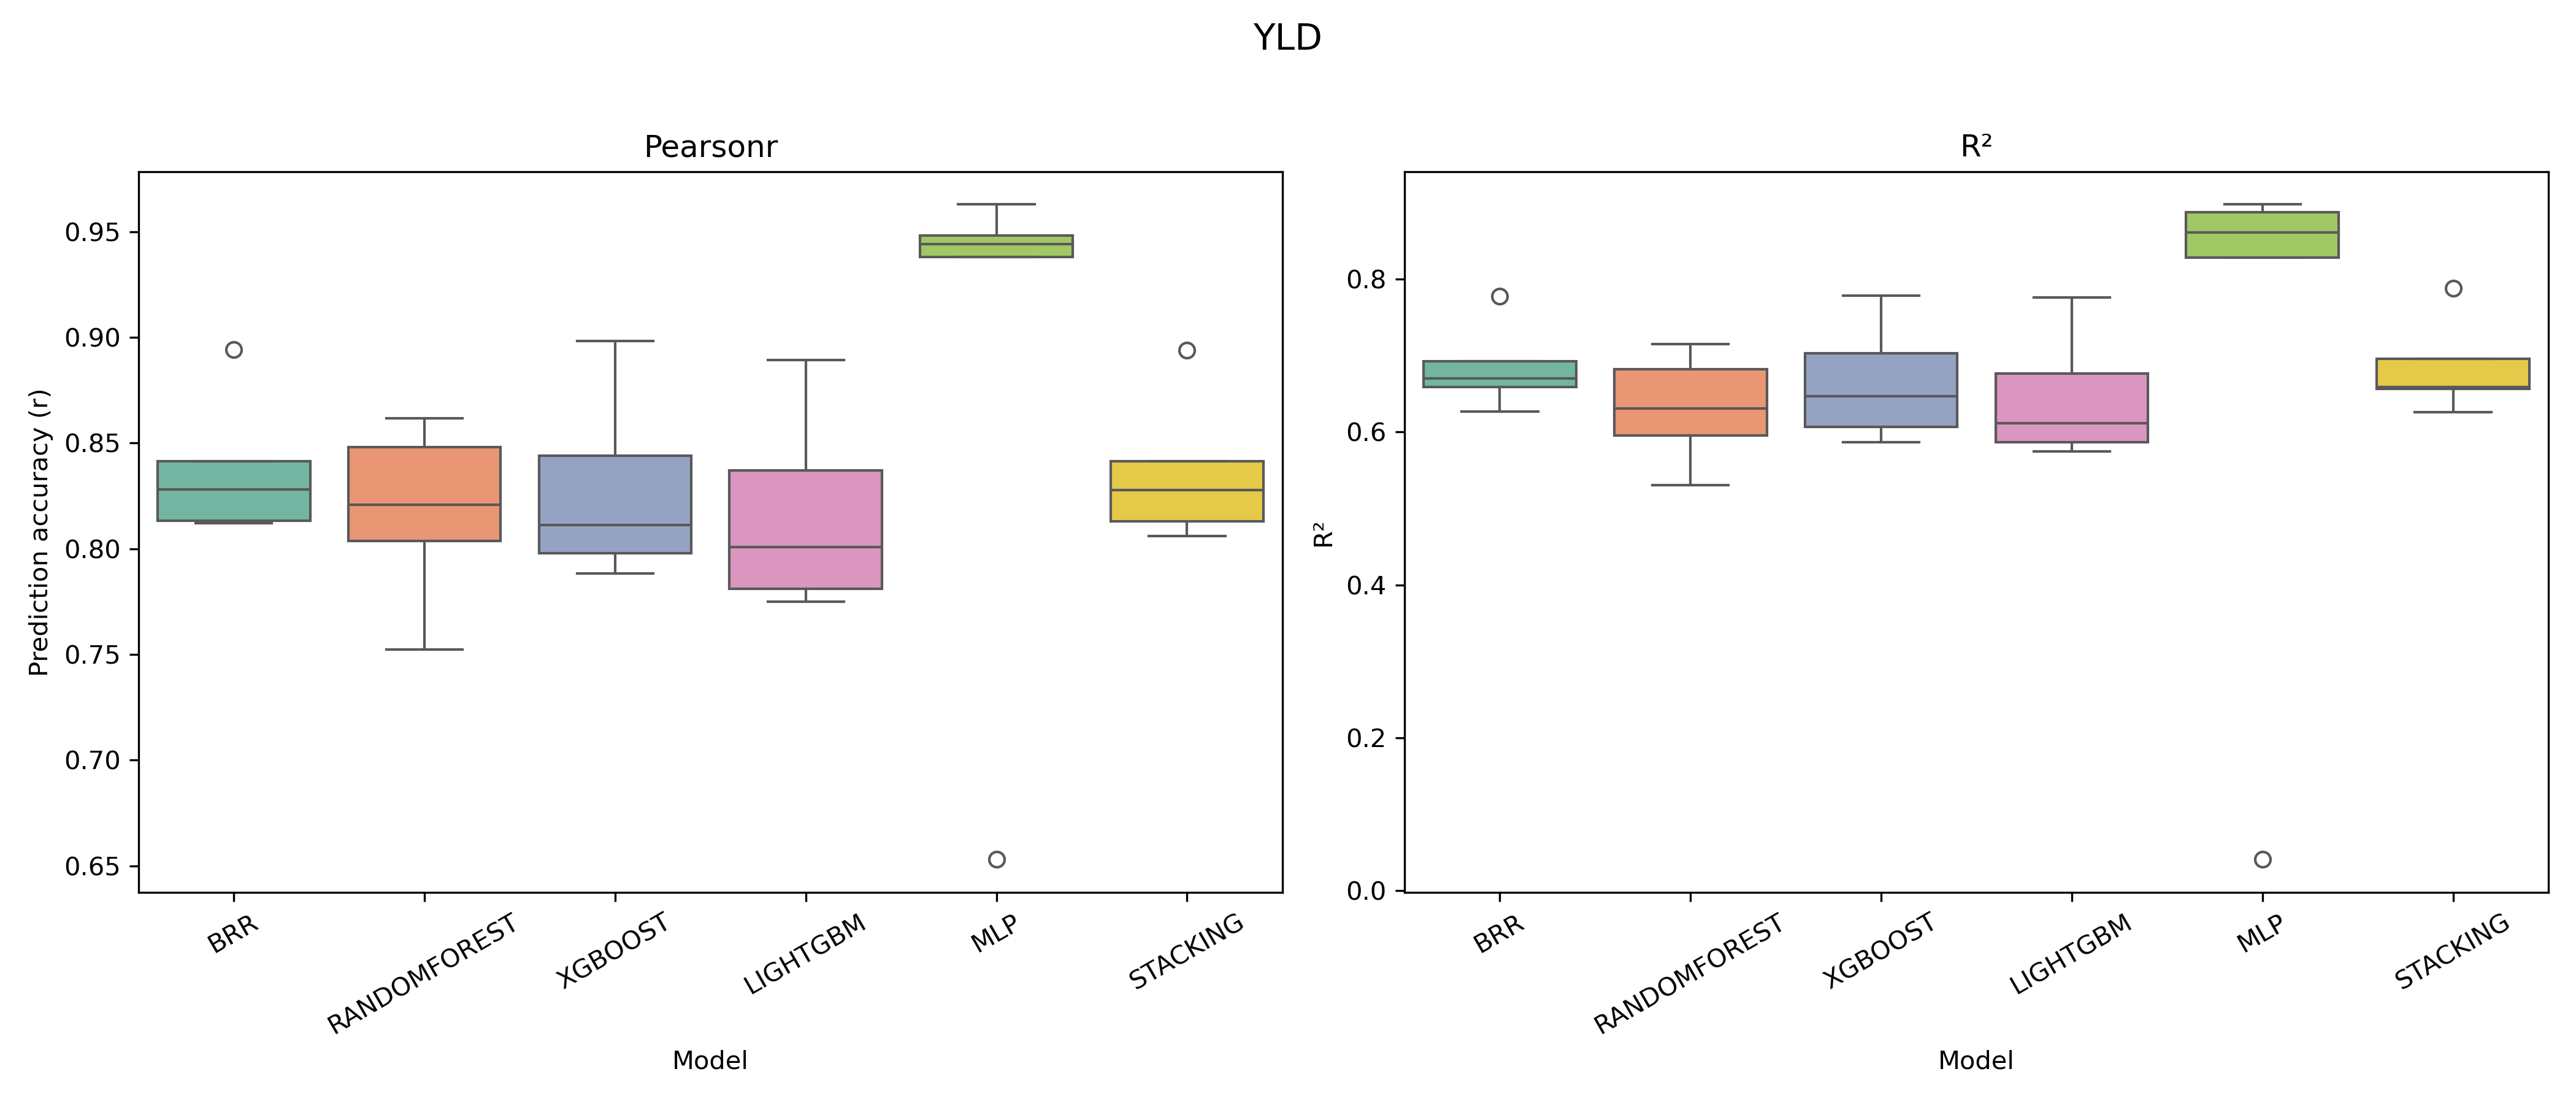 YLD
Pearsonr
Prediction accuracy (r)
0.95
0.90
0.85
0.80
0.75
0.70
0.65
BRR
RANDOMFOREST
XGBOOST
LIGHTGBM
MLP
STACKING
Model
R²
R²
0.8
0.6
0.4
0.2
0.0
BRR
RANDOMFOREST
XGBOOST
LIGHTGBM
MLP
STACKING
Model